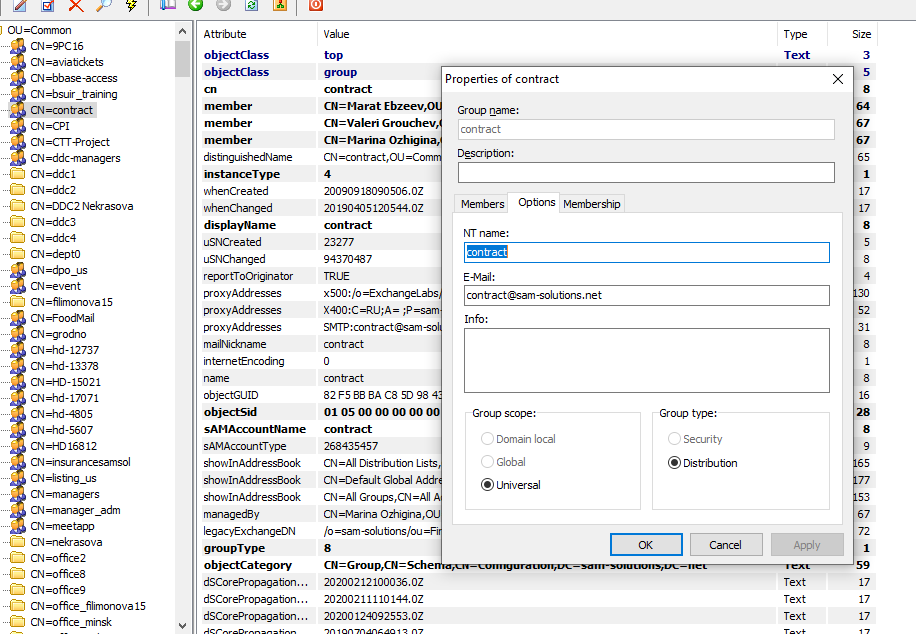 OU=Common
CN=9PC16
CN=aviatickets
CN=bbase-access
CN=bsuir_training
CN=contract
CN=CPI
CN=CTT-Project
CN=ddc-managers
CN=ddc1
CN=ddc2
CN=DDC2 Nekrasova
CN=ddc3
CN=ddc4
CN=dept0
CN=dpo_us
CN=event
CN=filimonova15
CN=FoodMail
CN=grodno
CN=hd-12737
CN=hd-13378
CN=HD-15021
CN=hd-17071
CN=hd-4805
CN=hd-5607
CN=HD16812
CN=insurancesamsol
CN=listing_us
CN=managers
CN=manager_adm
CN=meetapp
CN=nekrasova
CN=office2
CN=office8
CN=office9
CN=office_filimonova15
CN=office_minsk
Attribute Value Type Size
objectClass top Text 3
objectClass group 5
cn contract 8
member CN=Marat Ebzeev,OU 64
member CN=Valeri Grouchev, 67
member CN=Marina Ozhigina, 67
distinguishedName CN=contract,OU=Comm 65
instanceType 4 1
whenCreated 20090918090506.0Z 17
whenChanged 20190405120544.0Z 17
displayName contract 8
uSNCreated 23277 5
uSNChanged 94370487 8
reportToOriginator TRUE 4
proxyAddresses x500:/o=ExchangeLabs/ 130
proxyAddresses X400:C=RU;A= ;P=sam- 52
proxyAddresses SMTP:contract@sam-solu 31
mailNickname contract 8
internetEncoding 0 1
name contract 8
objectGUID 82 F5 BB BA C8 5D 98 43 16
objectSid 01 05 00 00 00 00 00 28
sAMAccountName contract 8
sAMAccountType 268435457 9
showInAddressBook CN=All Distribution Lists, 165
showInAddressBook CN=Default Global Addre 177
showInAddressBook CN=All Groups,CN=All A 153
managedBy CN=Marina Ozhigina,OU 67
legacyExchangeDN /o=sam-solutions/ou=Fir 72
groupType 8 1
objectCategory CN=Group,CN=Schema,CN=Configuration,DC=sam-solutions,DC=net Text 59
dSCorePropagation... 20200212100036.0Z Text 17
dSCorePropagation... 20200211110144.0Z Text 17
dSCorePropagation... 20200124092553.0Z Text 17
dSCorePropagation... 20190704064913.0Z Text 17
Properties of contract
Group name:
contract
Description:
Members Options Membership
NT name:
contract
E-Mail:
contract@sam-solutions.net
Info:
Group scope:
Domain local
Global
Universal
Group type:
Security
Distribution
OK Cancel Apply